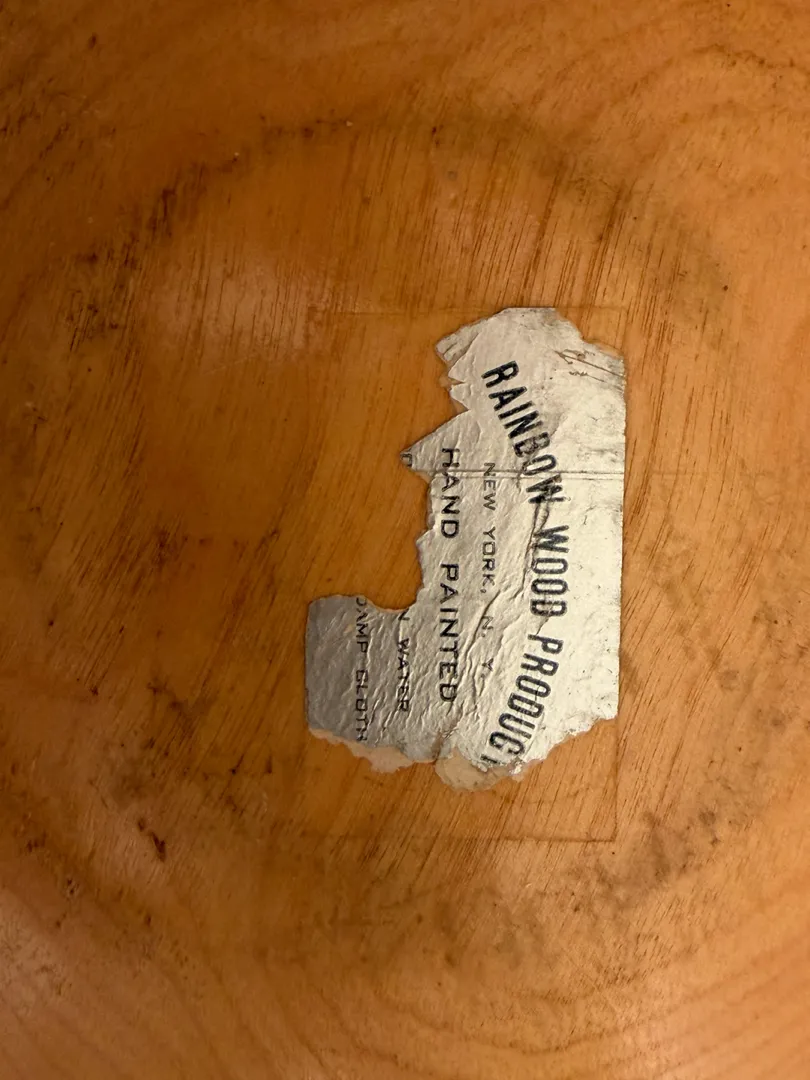 RAINBOW WOOD PRODUCT
NEW YORK, N. Y.
HAND PAINTED
WATER
DAMP CLOTH